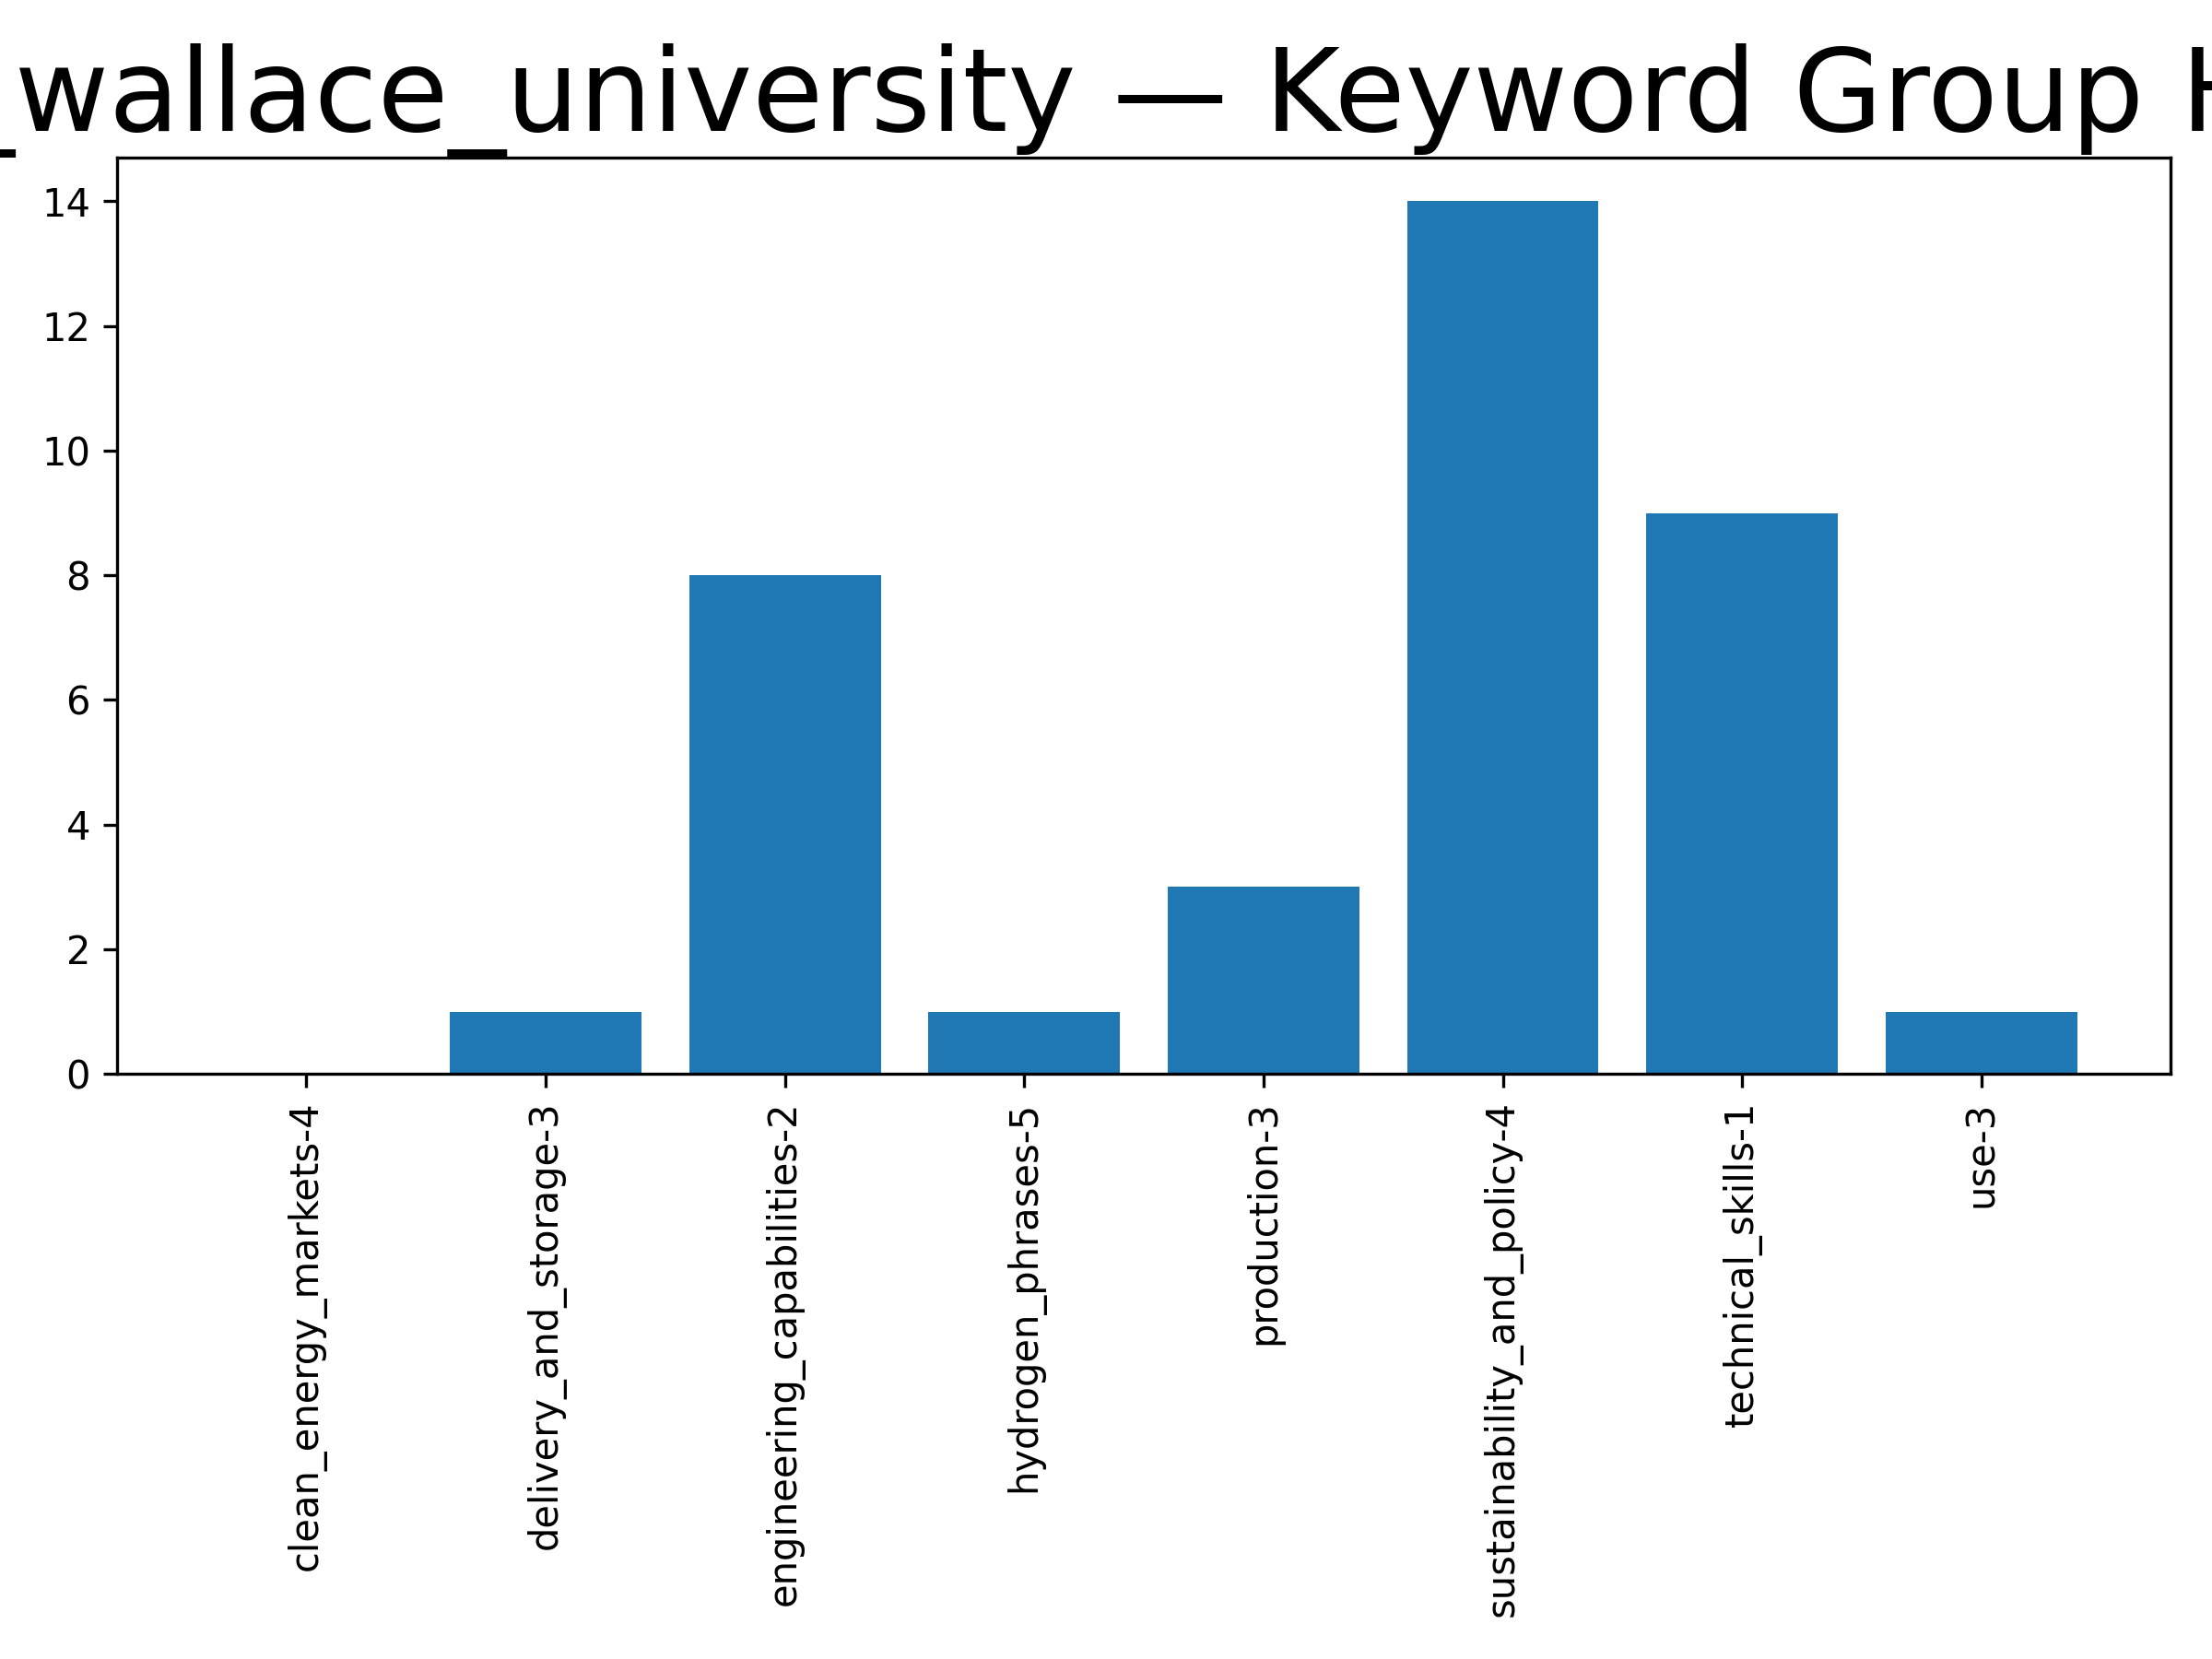 _wallace_university — Keyword Group H
14
12
10
8
6
4
2
0
clean_energy_markets-4
delivery_and_storage-3
engineering_capabilities-2
hydrogen_phrases-5
production-3
sustainability_and_policy-4
technical_skills-1
use-3